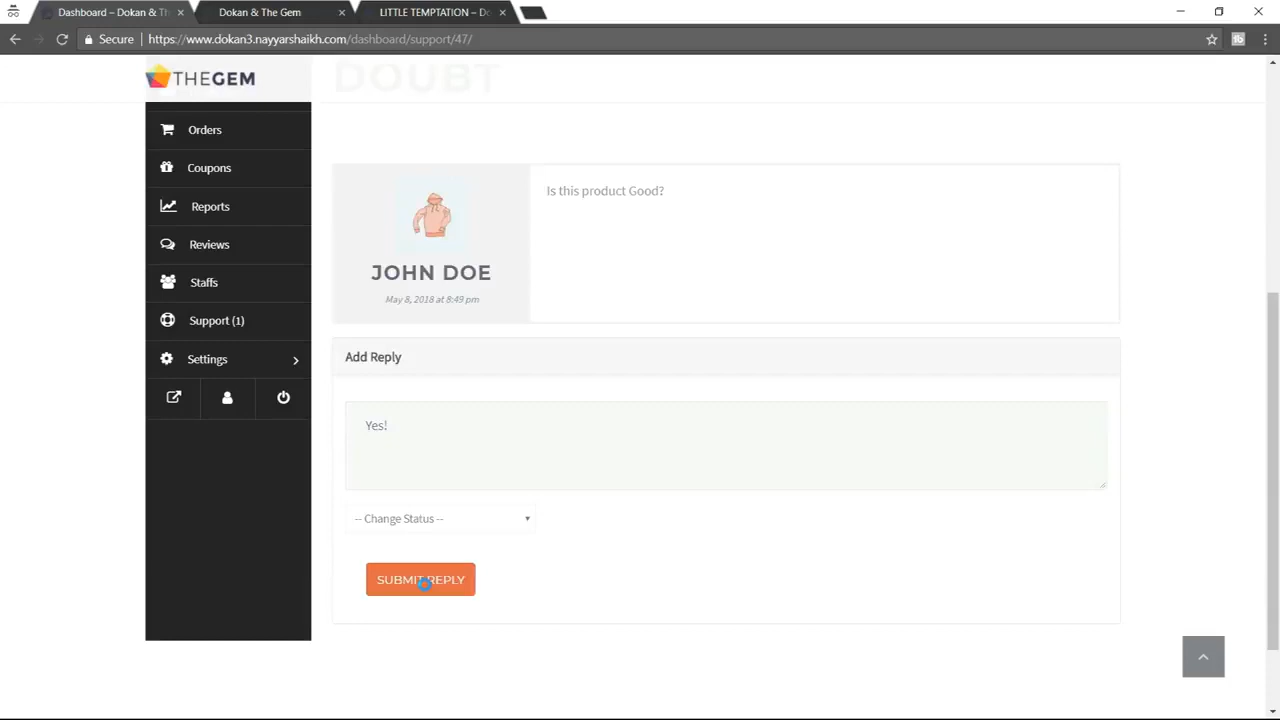 Dashboard – Dokan & Th
Dokan & The Gem
LITTLE TEMPTATION – Do
Secure
https://www.dokan3.nayyarshaikh.com/dashboard/support/47/
THEGEM
DOUBT
Orders
Coupons
Reports
Reviews
Staffs
Support (1)
Settings
Is this product Good?
JOHN DOE
May 8, 2018 at 8:49 pm
Add Reply
Yes!
-- Change Status --
SUBMIT REPLY